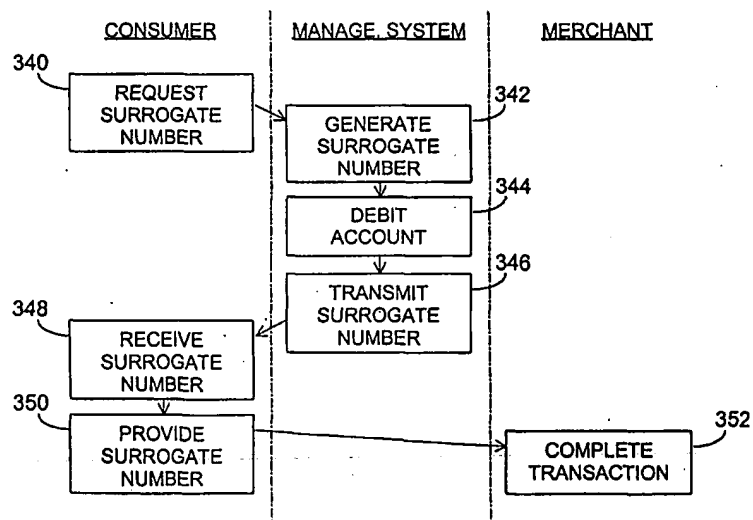 CONSUMER
MANAGE. SYSTEM
MERCHANT
340
REQUEST
SURROGATE
NUMBER
342
GENERATE
SURROGATE
NUMBER
344
DEBIT
ACCOUNT
346
TRANSMIT
SURROGATE
NUMBER
348
RECEIVE
SURROGATE
NUMBER
350
PROVIDE
SURROGATE
NUMBER
352
COMPLETE
TRANSACTION